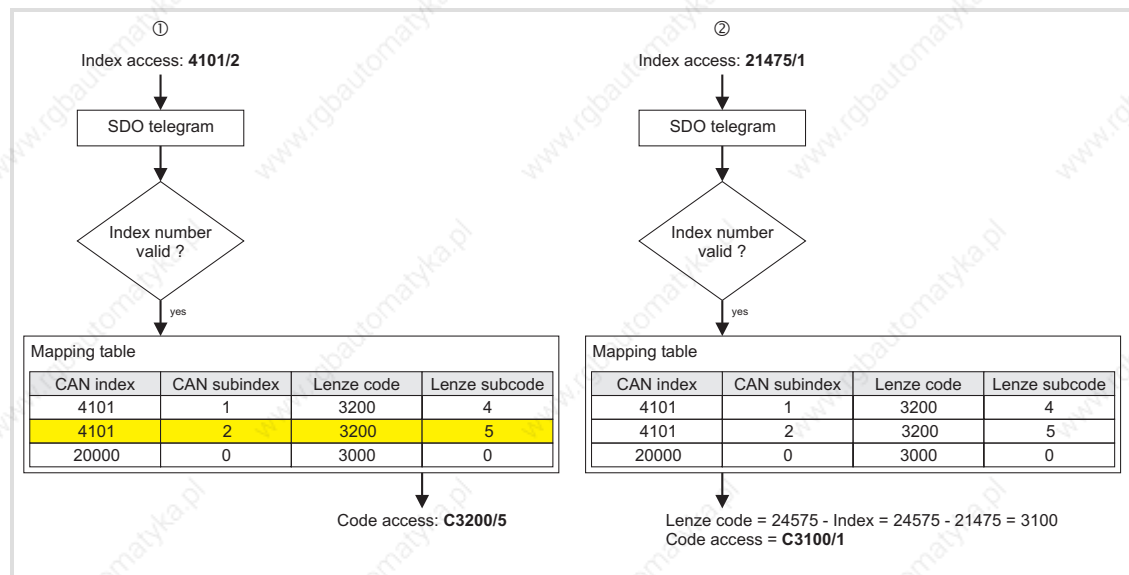 ①
Index access: 4101/2
SDO telegram
Index number
valid ?
yes
Mapping table
CAN index CAN subindex Lenze code Lenze subcode
4101 1 3200 4
4101 2 3200 5
20000 0 3000 0
Code access: C3200/5
②
Index access: 21475/1
SDO telegram
Index number
valid ?
yes
Mapping table
CAN index CAN subindex Lenze code Lenze subcode
4101 1 3200 4
4101 2 3200 5
20000 0 3000 0
Lenze code = 24575 - Index = 24575 - 21475 = 3100
Code access = C3100/1
www.rgbautomatyka.pl